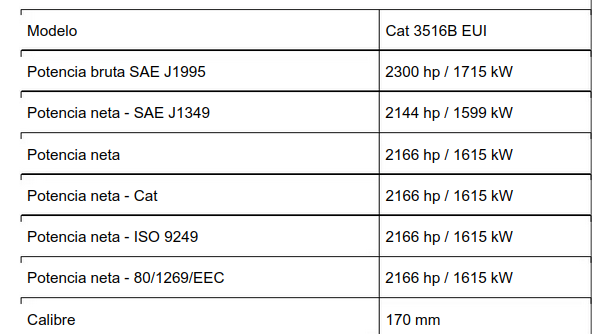 Modelo Cat 3516B EUI
Potencia bruta SAE J1995 2300 hp / 1715 kW
Potencia neta - SAE J1349 2144 hp / 1599 kW
Potencia neta 2166 hp / 1615 kW
Potencia neta - Cat 2166 hp / 1615 kW
Potencia neta - ISO 9249 2166 hp / 1615 kW
Potencia neta - 80/1269/EEC 2166 hp / 1615 kW
Calibre 170 mm